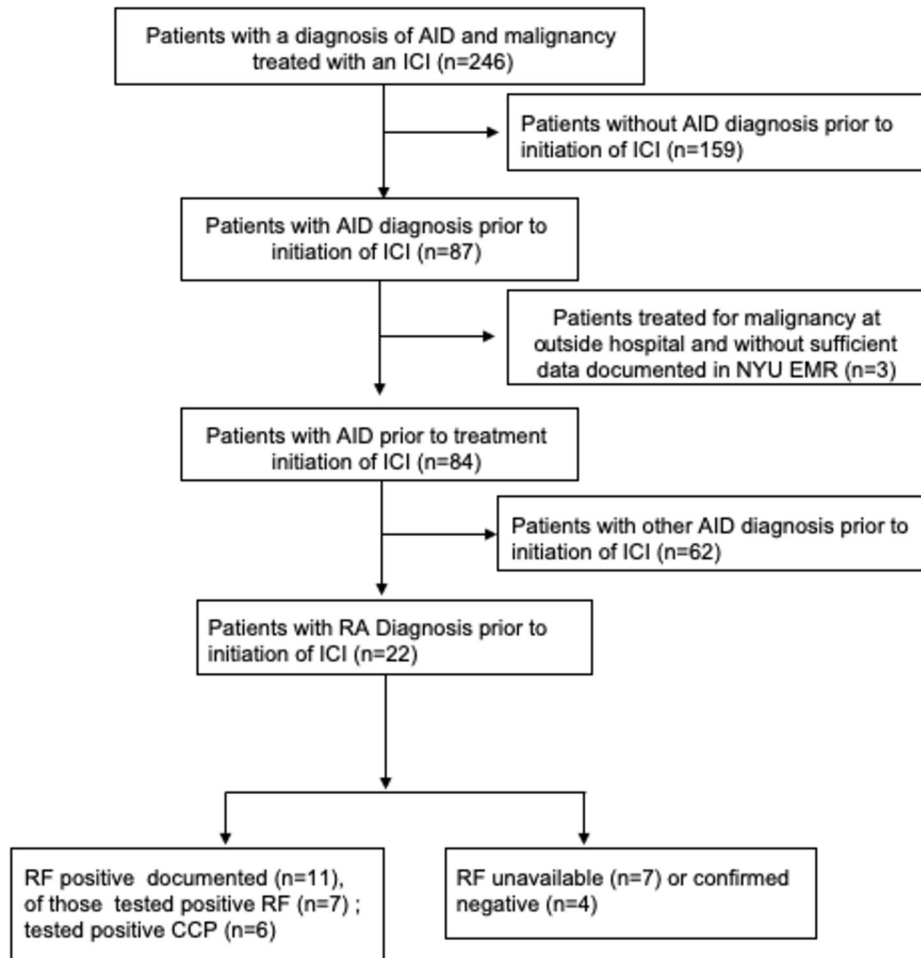 Patients with a diagnosis of AID and malignancy
treated with an ICI (n=246)
Patients without AID diagnosis prior to
initiation of ICI (n=159)
Patients with AID diagnosis prior to
initiation of ICI (n=87)
Patients treated for malignancy at
outside hospital and without sufficient
data documented in NYU EMR (n=3)
Patients with AID prior to treatment
initiation of ICI (n=84)
Patients with other AID diagnosis prior to
initiation of ICI (n=62)
Patients with RA Diagnosis prior to
initiation of ICI (n=22)
RF positive documented (n=11),
of those tested positive RF (n=7) ;
tested positive CCP (n=6)
RF unavailable (n=7) or confirmed
negative (n=4)